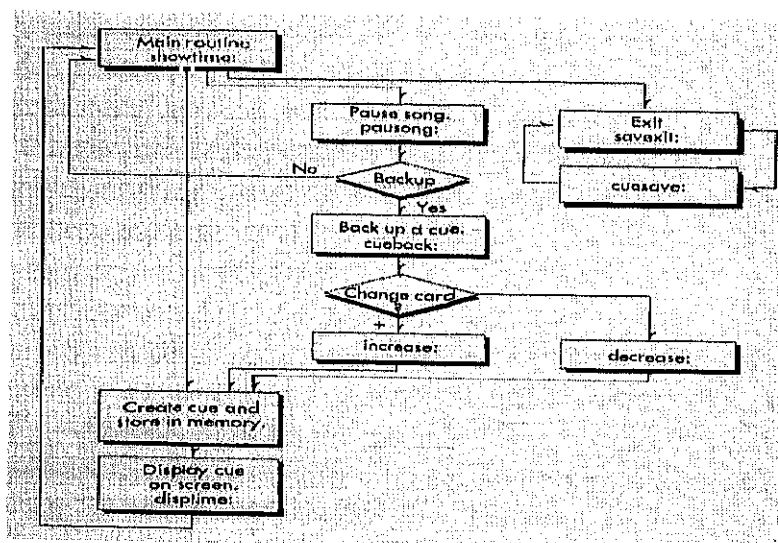 Main routine
showtime:
Pause song.
pausong:
Exit
savexit:
No
Backup
cuesave:
Yes
Back up a cue.
cueback:
Change card
?
+
-
increase:
decrease:
Create cue and
store in memory.
Display cue
on screen.
disptime: